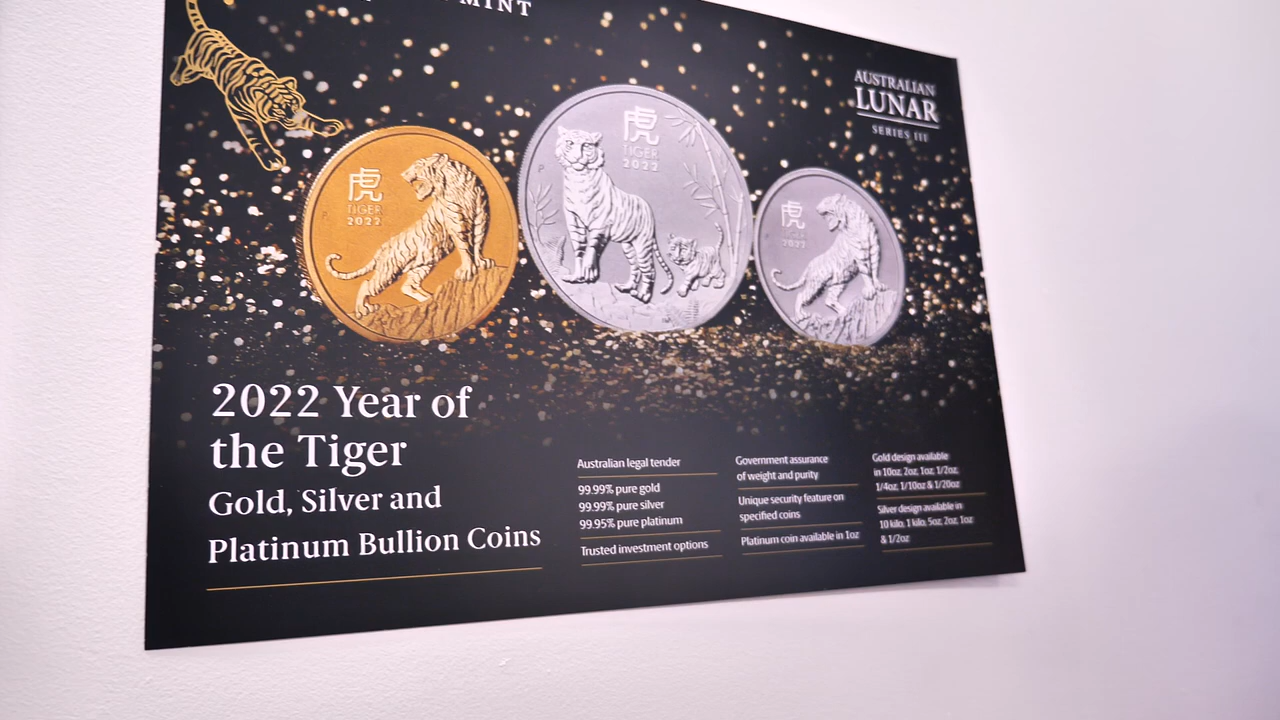 MINT
AUSTRALIAN
LUNAR
SERIES III
虎
TIGER
2022
P
虎
TIGER
2022
P
虎
TIGER
2022
2022 Year of
the Tiger
Gold, Silver and
Platinum Bullion Coins
Australian legal tender
99.99% pure gold
99.99% pure silver
99.95% pure platinum
Trusted investment options
Government assurance
of weight and purity
Unique security feature on
specified coins
Platinum coin available in 1oz
Gold design available
in 10oz, 2oz, 1oz, 1/2oz,
1/4oz, 1/10oz & 1/20oz
Silver design available in
10 kilo, 1 kilo, 5oz, 2oz, 1oz
& 1/2oz